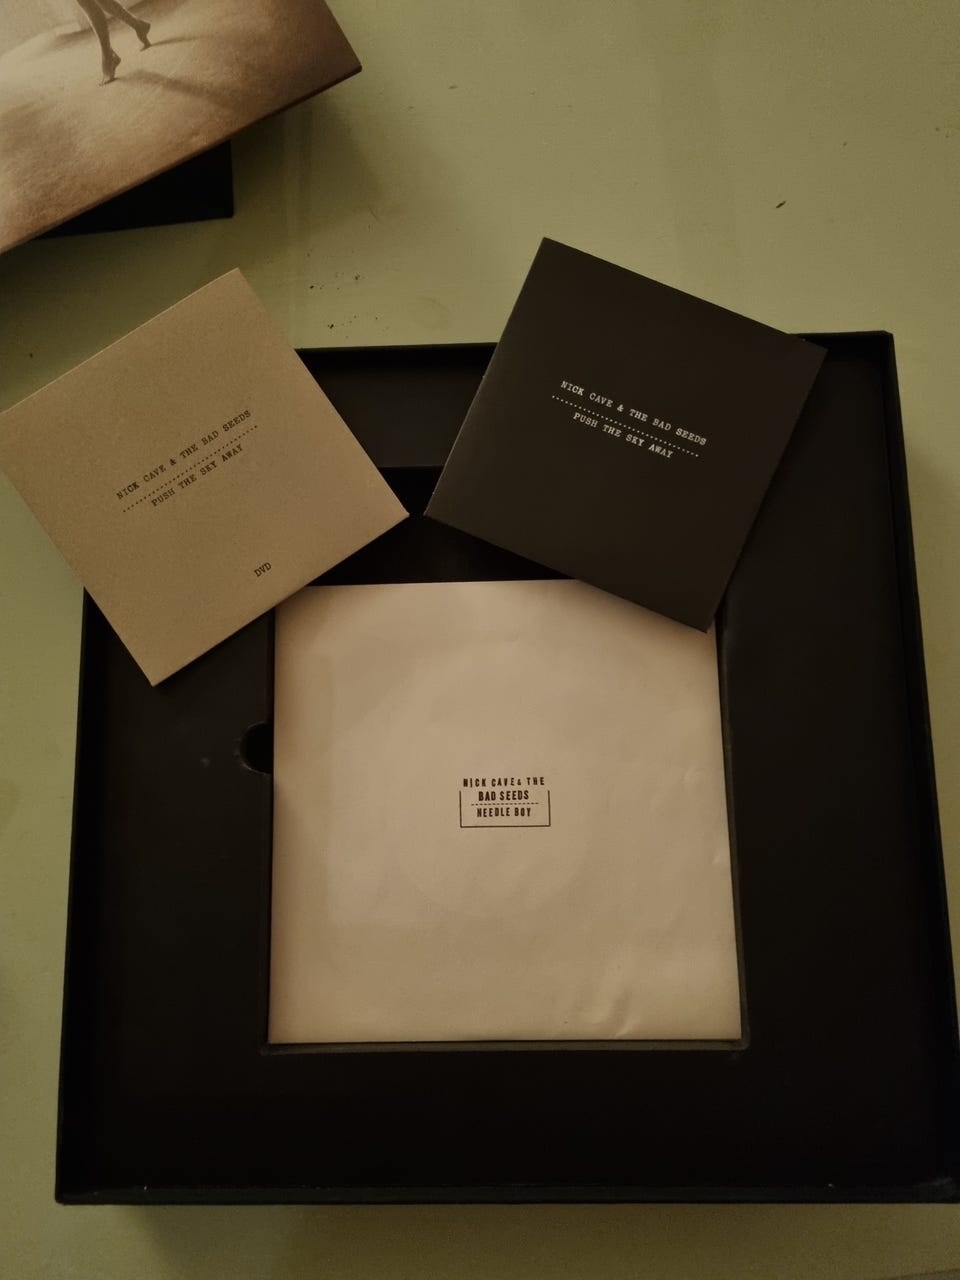 NICK CAVE & THE BAD SEEDS
PUSH THE SKY AWAY
DVD
NICK CAVE & THE BAD SEEDS
PUSH THE SKY AWAY
NICK CAVE & THE
BAD SEEDS
NEEDLE BOY